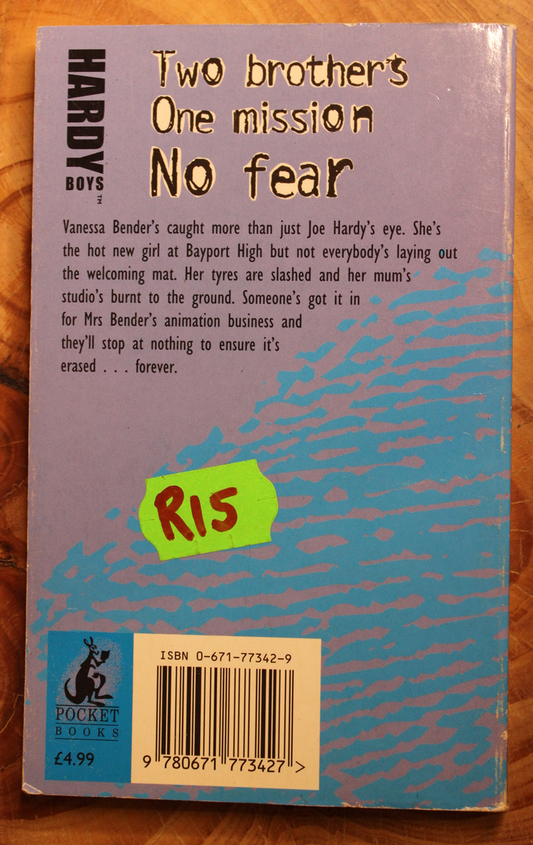 HARDY
BOYS™
Two brother's
One mission
No fear
Vanessa Bender's caught more than just Joe Hardy's eye. She's
the hot new girl at Bayport High but not everybody's laying out
the welcoming mat. Her tyres are slashed and her mum's
studio's burnt to the ground. Someone's got it in
for Mrs Bender's animation business and
they'll stop at nothing to ensure it's
erased . . . forever.
R15
POCKET
BOOKS
£4.99
ISBN 0-671-77342-9
9 780671 773427 >